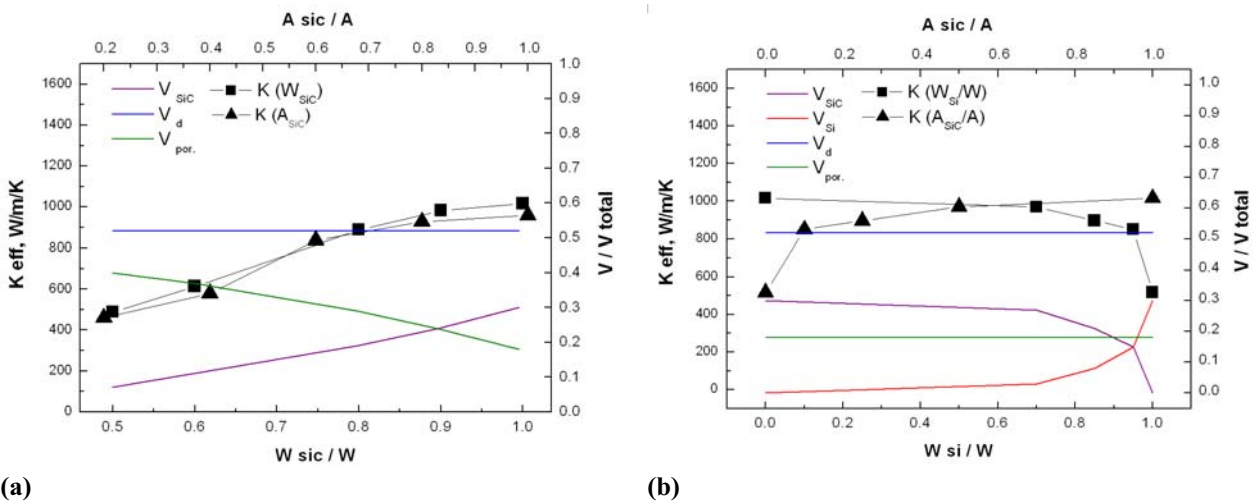 A sic / A
0.2 0.3 0.4 0.5 0.6 0.7 0.8 0.9 1.0
1600
1400
1200
1000
800
600
400
200
0
K eff, W/m/K
V SiC
V d
V por.
K (W SiC)
K (A SiC)
1.0
0.9
0.8
0.7
0.6
0.5
0.4
0.3
0.2
0.1
0.0
V / V total
0.5 0.6 0.7 0.8 0.9 1.0
W sic / W
(a)
A sic / A
0.0 0.2 0.4 0.6 0.8 1.0
1600
1400
1200
1000
800
600
400
200
0
K eff, W/m/K
V SiC
V Si
V d
V por.
K (W Si/W)
K (A SiC/A)
1.0
0.9
0.8
0.7
0.6
0.5
0.4
0.3
0.2
0.1
0.0
V / V total
0.0 0.2 0.4 0.6 0.8 1.0
W si / W
(b)